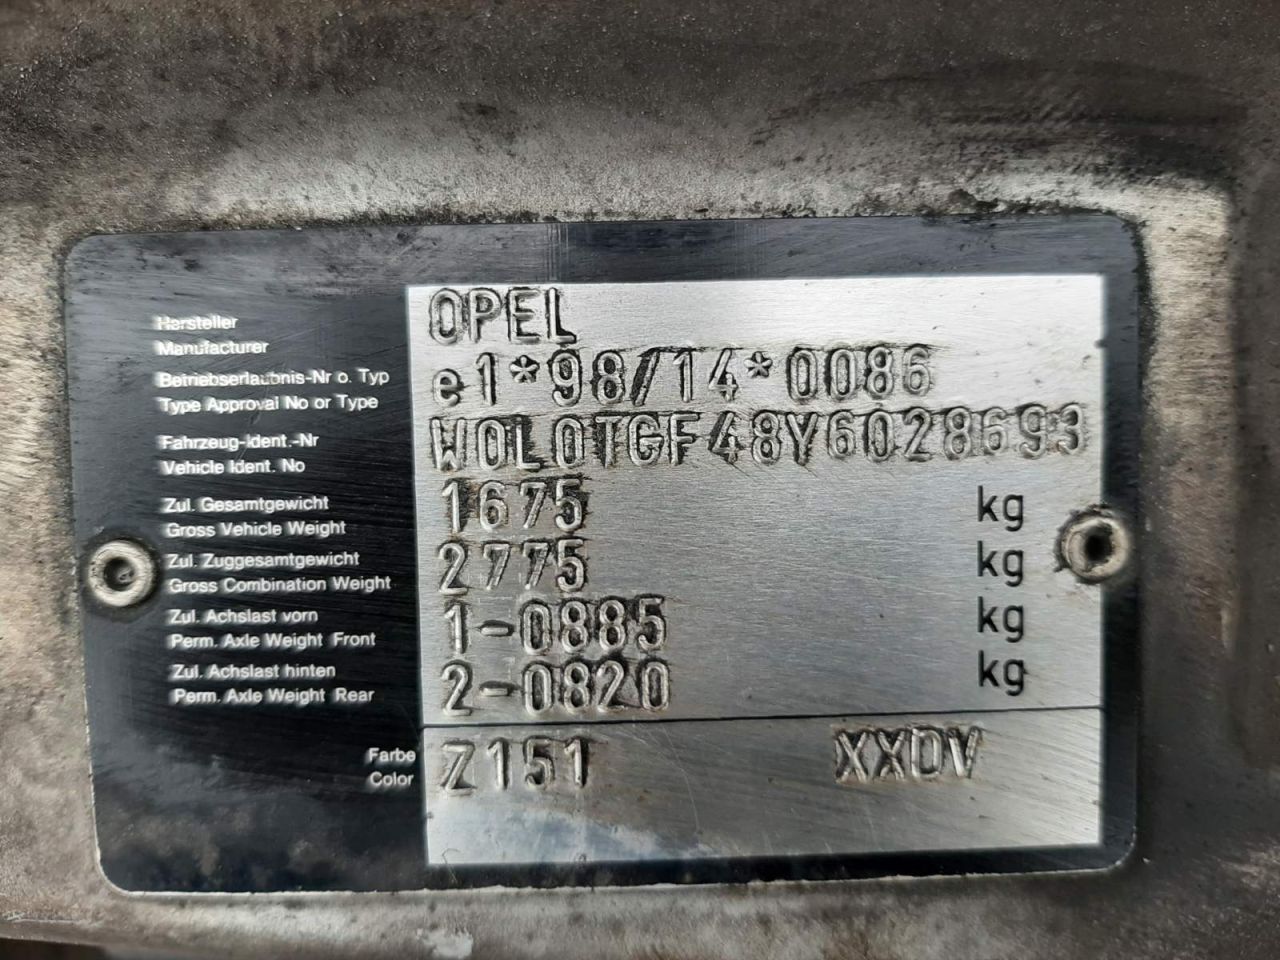 Hersteller
Manufacturer
OPEL
Betriebserlaubnis-Nr o. Typ
Type Approval No or Type
e1*98/14*0086
Fahrzeug-Ident.-Nr
Vehicle Ident. No
W0L0TGF48Y6028693
Zul. Gesamtgewicht
Gross Vehicle Weight
1675 kg
Zul. Zuggesamtgewicht
Gross Combination Weight
2775 kg
Zul. Achslast vorn
Perm. Axle Weight Front
1-0885 kg
Zul. Achslast hinten
Perm. Axle Weight Rear
2-0820 kg
Farbe
Color
Z151 XXDV